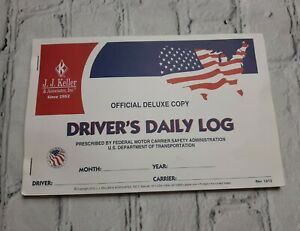 J. J. Keller
& Associates, Inc.
Since 1953
OFFICIAL DELUXE COPY
DRIVER'S DAILY LOG
PRESCRIBED BY FEDERAL MOTOR CARRIER SAFETY ADMINISTRATION
U.S. DEPARTMENT OF TRANSPORTATION
MONTH: YEAR:
DRIVER: CARRIER: